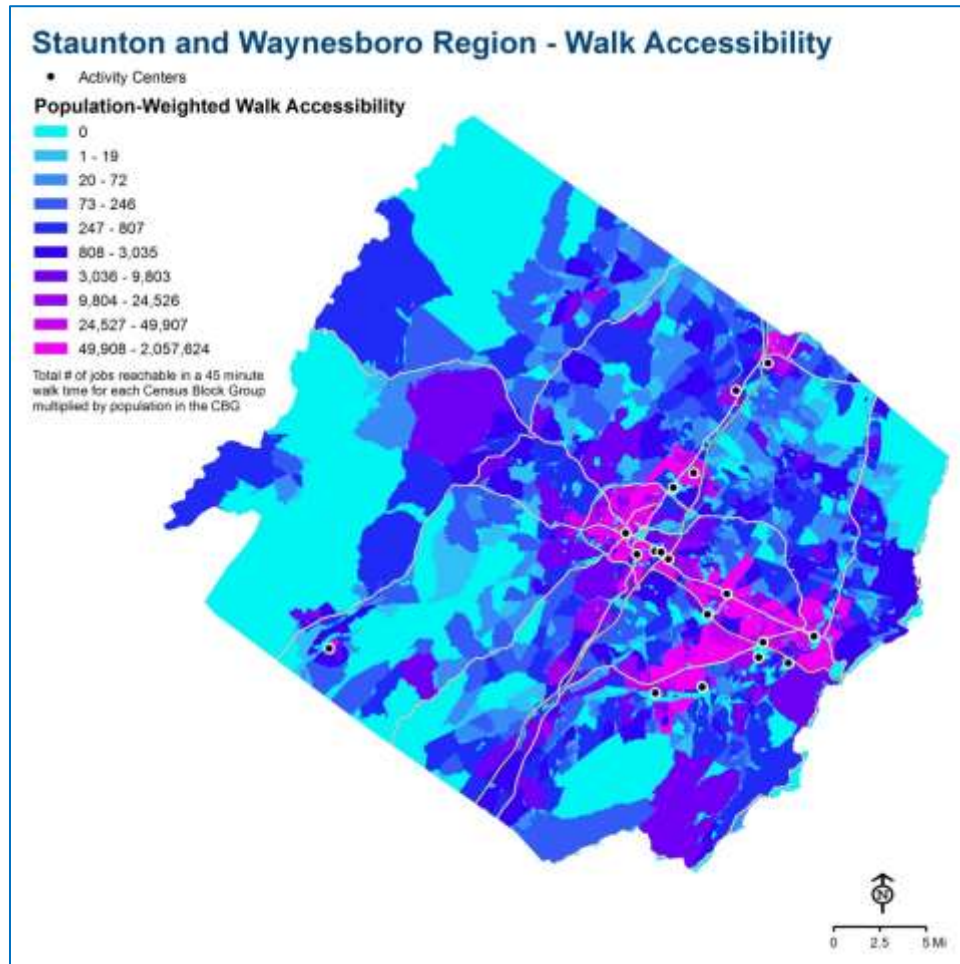 Staunton and Waynesboro Region - Walk Accessibility
Activity Centers
Population-Weighted Walk Accessibility
0
1 - 19
20 - 72
73 - 246
247 - 807
808 - 3,035
3,036 - 9,803
9,804 - 24,526
24,527 - 49,907
49,908 - 2,057,624
Total # of jobs reachable in a 45 minute
walk time for each Census Block Group
multiplied by population in the CBG
N
0 2.5 5 Mi